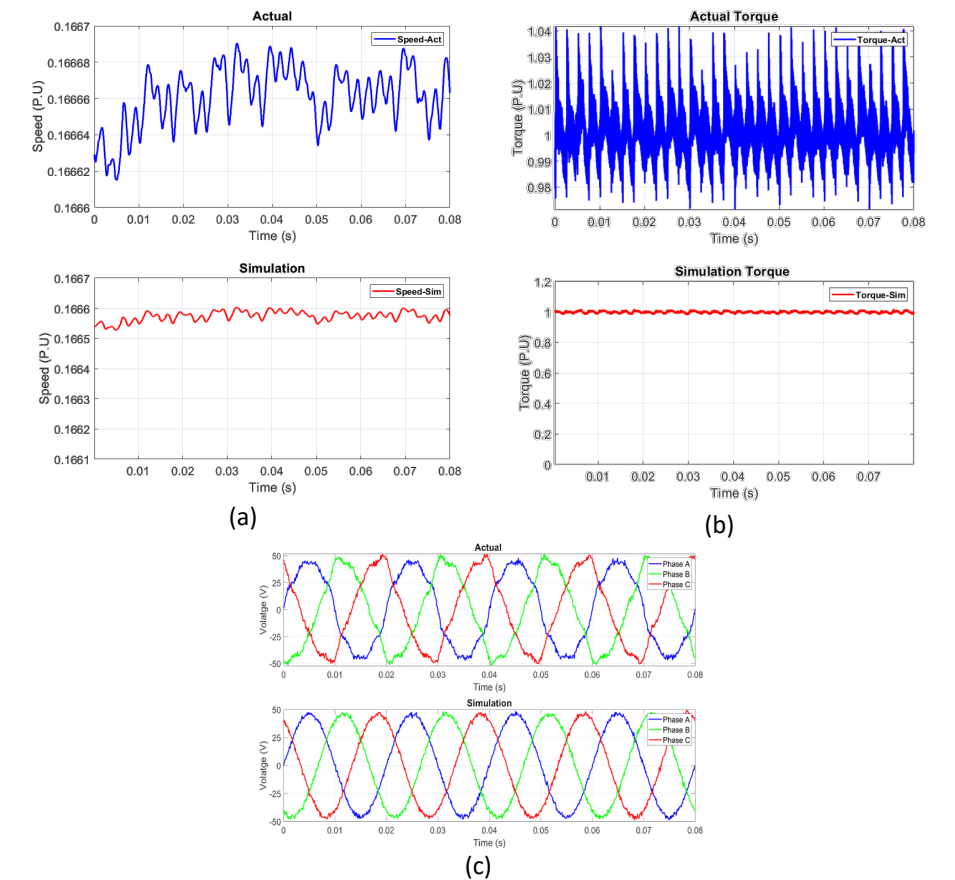 Actual
Speed (P.U)
0.1667
0.16668
0.16666
0.16664
0.16662
0.1666
Speed-Act
0 0.01 0.02 0.03 0.04 0.05 0.06 0.07 0.08
Time (s)
Simulation
Speed (P.U)
0.1667
0.1666
0.1665
0.1664
0.1663
0.1662
0.1661
Speed-Sim
0.01 0.02 0.03 0.04 0.05 0.06 0.07 0.08
Time (s)
(a)
Actual Torque
Torque (P.U)
1.04
1.03
1.02
1.01
1
0.99
0.98
Torque-Act
0 0.01 0.02 0.03 0.04 0.05 0.06 0.07 0.08
Time (s)
Simulation Torque
Torque (P.U)
1.2
1
0.8
0.6
0.4
0.2
0
Torque-Sim
0.01 0.02 0.03 0.04 0.05 0.06 0.07
Time (s)
(b)
Actual
Volatge (V)
50
25
0
-25
-50
Phase A
Phase B
Phase C
0 0.01 0.02 0.03 0.04 0.05 0.06 0.07 0.08
Time (s)
Simulation
Volatge (V)
50
25
0
-25
-50
Phase A
Phase B
Phase C
0 0.01 0.02 0.03 0.04 0.05 0.06 0.07 0.08
Time (s)
(c)